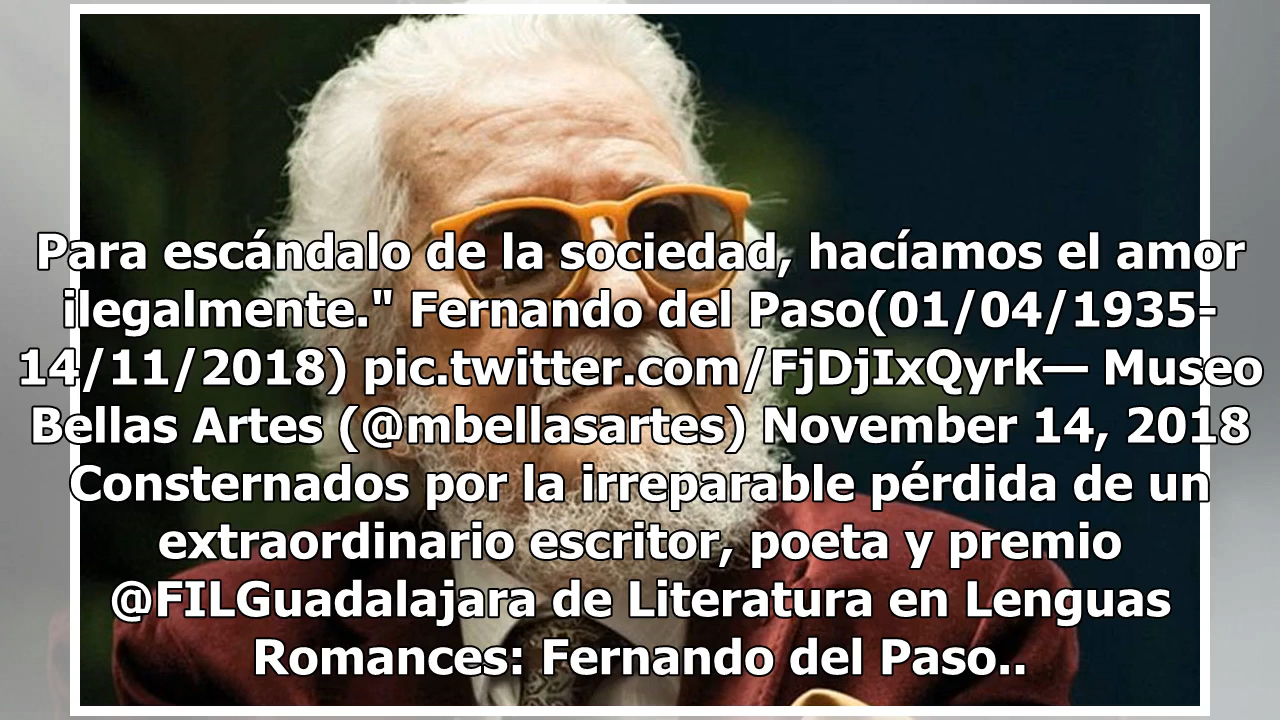 Para escándalo de la sociedad, hacíamos el amor
ilegalmente." Fernando del Paso(01/04/1935-
14/11/2018) pic.twitter.com/FjDjIxQyrk— Museo
Bellas Artes (@mbellasartes) November 14, 2018
Consternados por la irreparable pérdida de un
extraordinario escritor, poeta y premio
@FILGuadalajara de Literatura en Lenguas
Romances: Fernando del Paso..